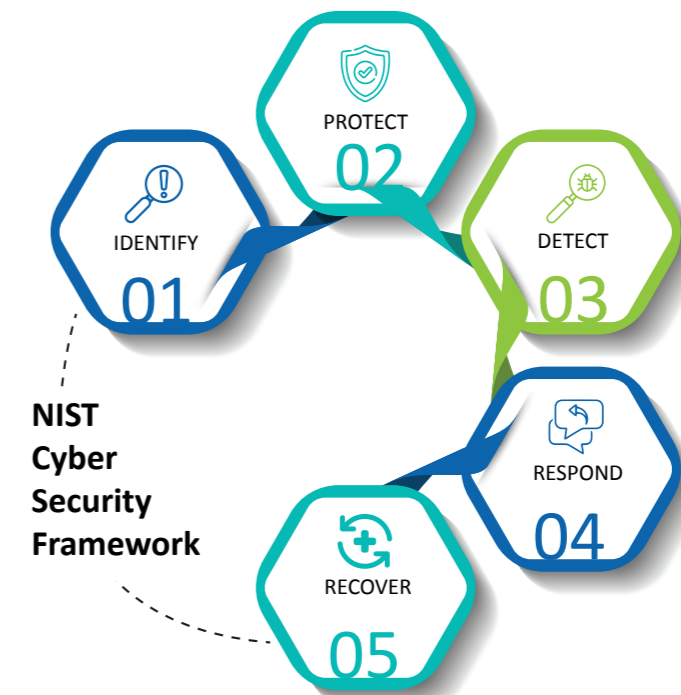 PROTECT
02
IDENTIFY
01
DETECT
03
RESPOND
04
RECOVER
05
NIST
Cyber
Security
Framework